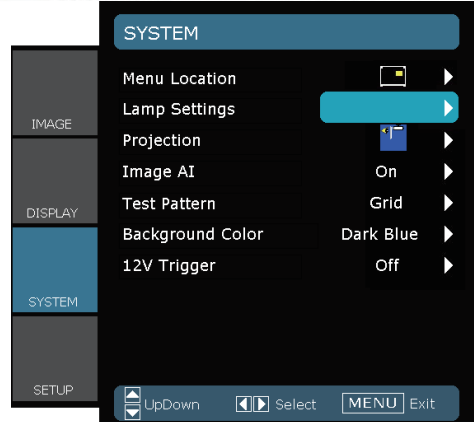 SYSTEM
IMAGE
DISPLAY
SYSTEM
SETUP
Menu Location
Lamp Settings
Projection
Image AI On
Test Pattern Grid
Background Color Dark Blue
12V Trigger Off
UpDown Select MENU Exit